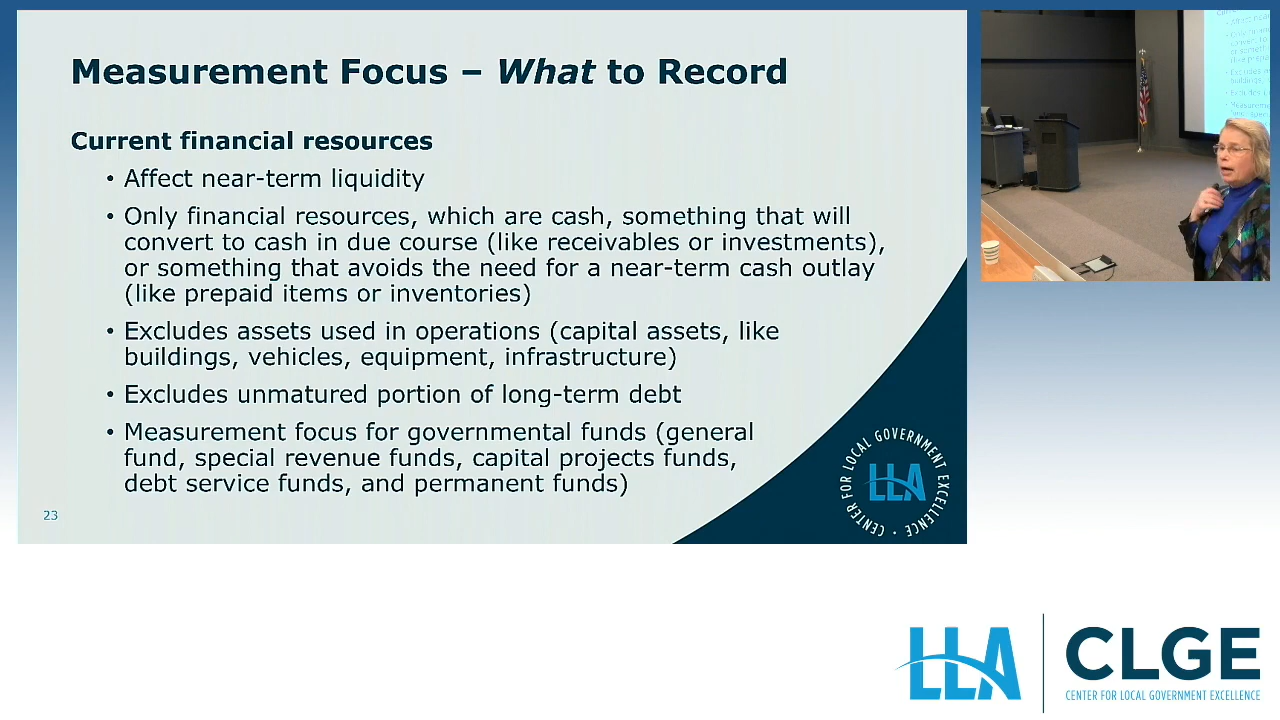 Measurement Focus – What to Record
Current financial resources
• Affect near-term liquidity
• Only financial resources, which are cash, something that will
convert to cash in due course (like receivables or investments),
or something that avoids the need for a near-term cash outlay
(like prepaid items or inventories)
• Excludes assets used in operations (capital assets, like
buildings, vehicles, equipment, infrastructure)
• Excludes unmatured portion of long-term debt
• Measurement focus for governmental funds (general
fund, special revenue funds, capital projects funds,
debt service funds, and permanent funds)
23
CENTER FOR LOCAL GOVERNMENT EXCELLENCE
LLA
LLA
CLGE
CENTER FOR LOCAL GOVERNMENT EXCELLENCE